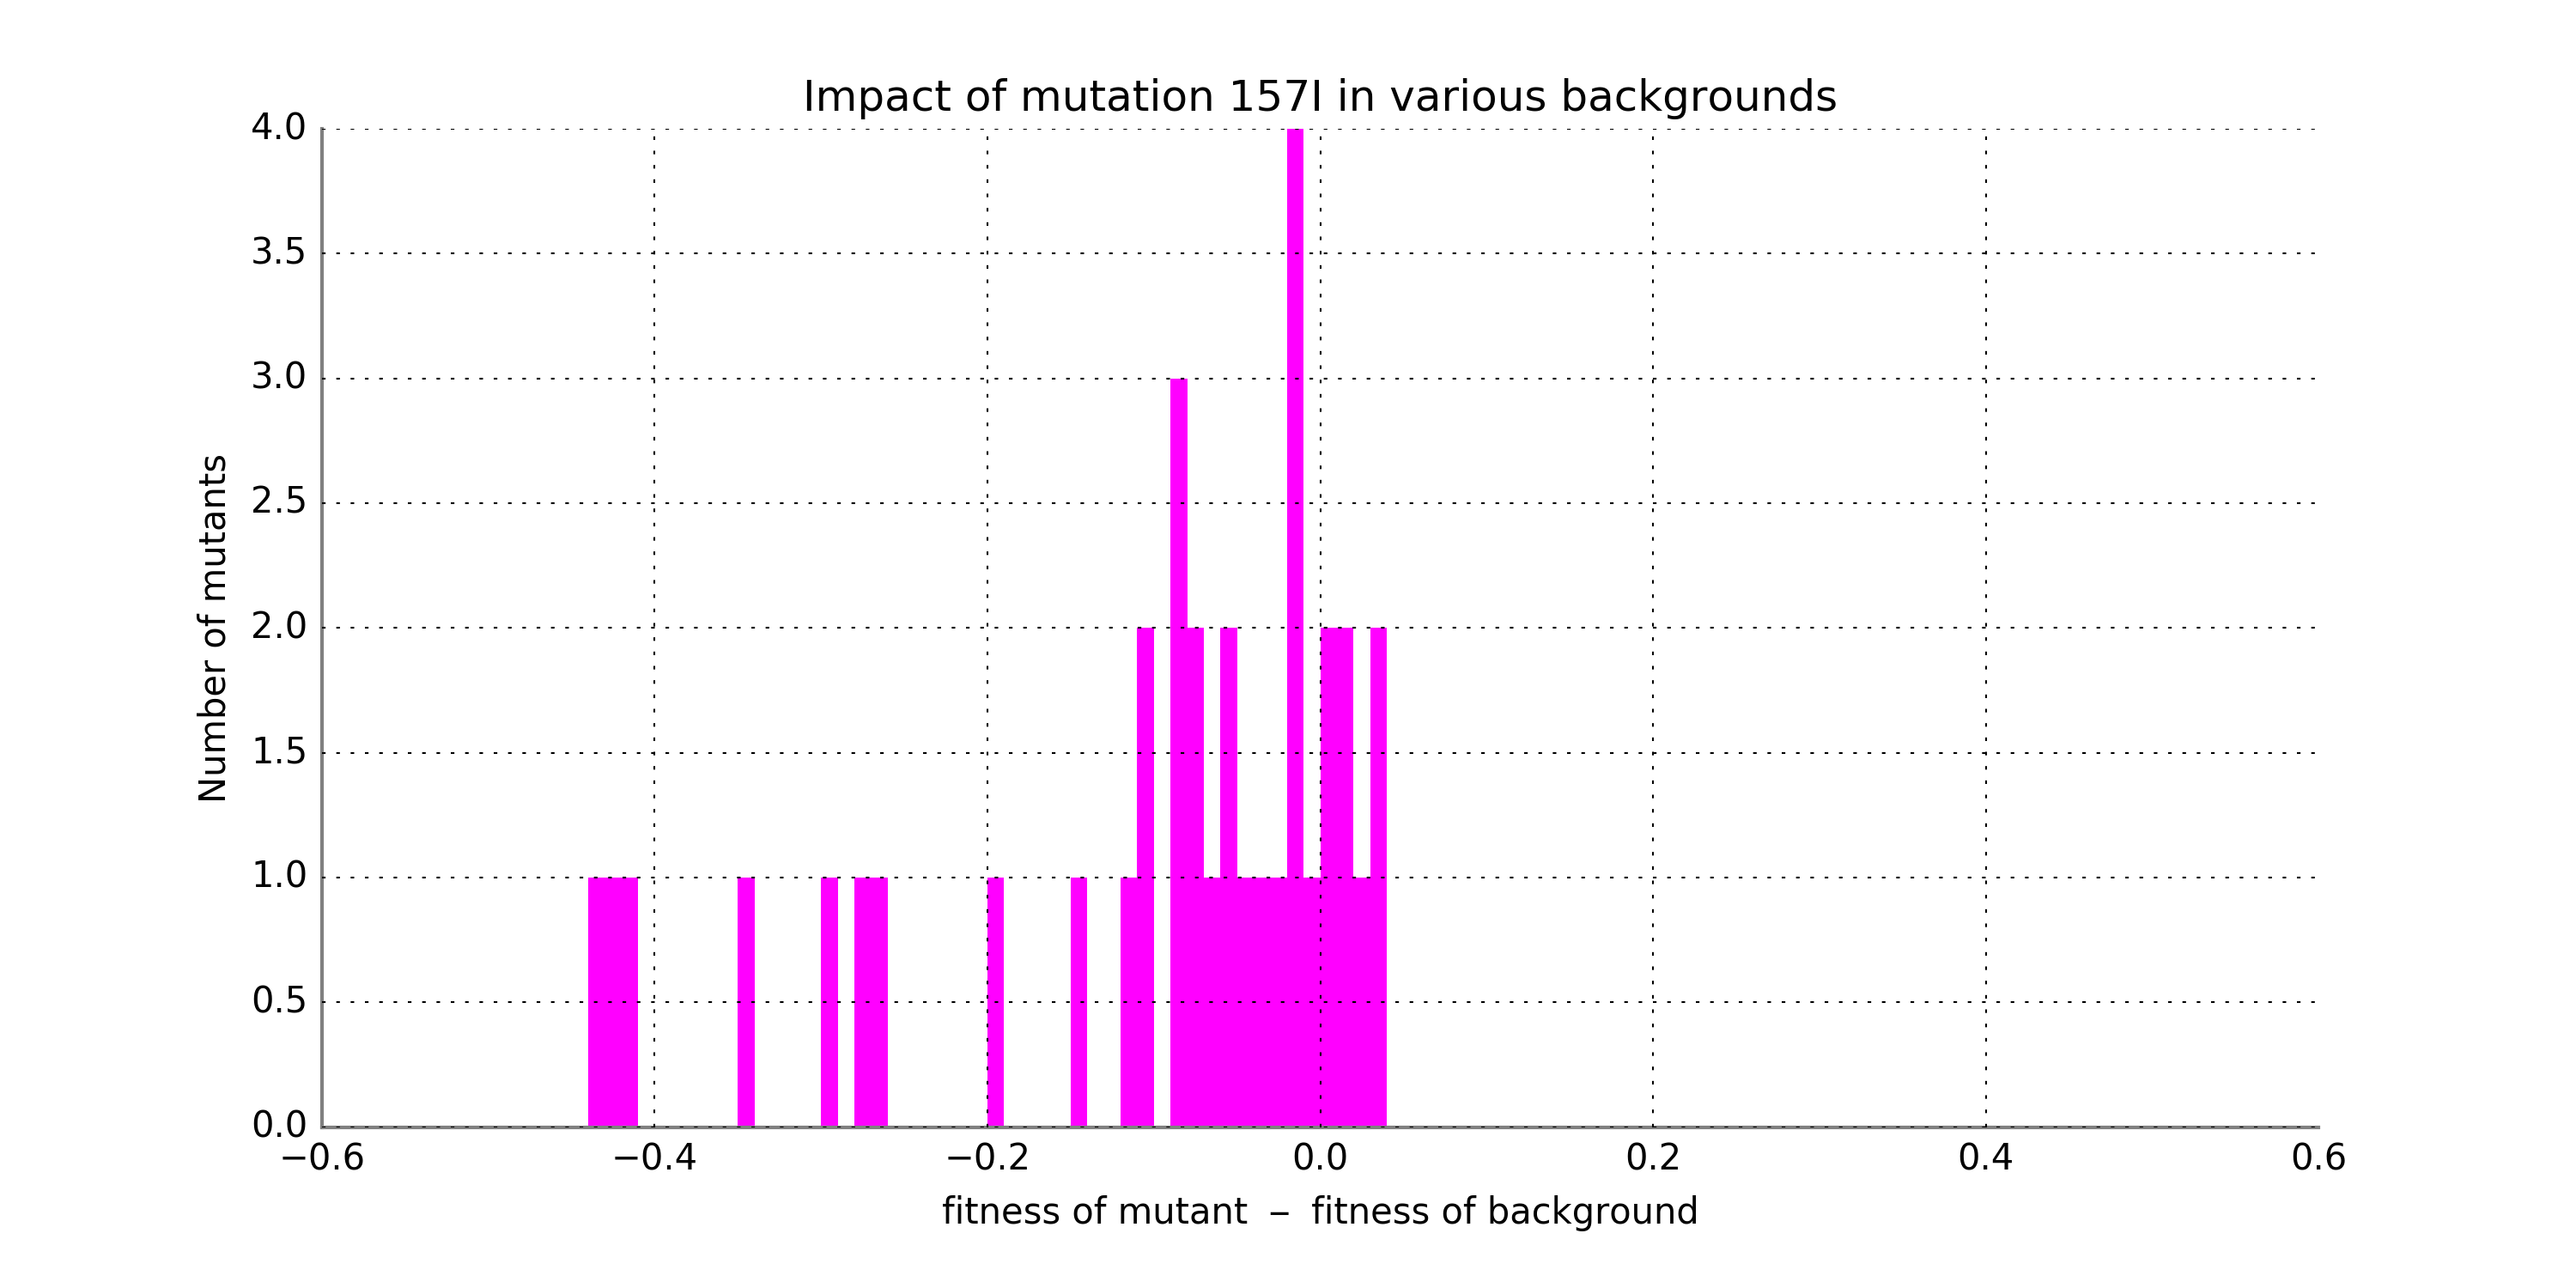 Impact of mutation 157I in various backgrounds
4.0
3.5
3.0
2.5
2.0
1.5
1.0
0.5
0.0
Number of mutants
−0.6 −0.4 −0.2 0.0 0.2 0.4 0.6
fitness of mutant − fitness of background